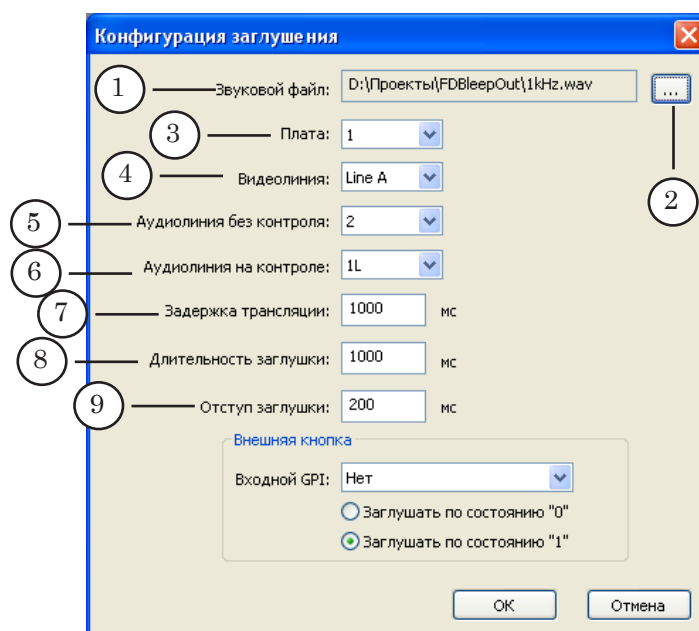 Конфигурация заглушения
1 Звуковой файл: D:\Проекты\FDBleepOut\1kHz.wav ...
3 Плата: 1
4 Видеолиния: Line A
2
5 Аудиолиния без контроля: 2
6 Аудиолиния на контроле: 1L
7 Задержка трансляции: 1000 мс
8 Длительность заглушки: 1000 мс
9 Отступ заглушки: 200 мс
Внешняя кнопка
Входной GPI: Нет
Заглушать по состоянию "0"
Заглушать по состоянию "1"
ОК Отмена